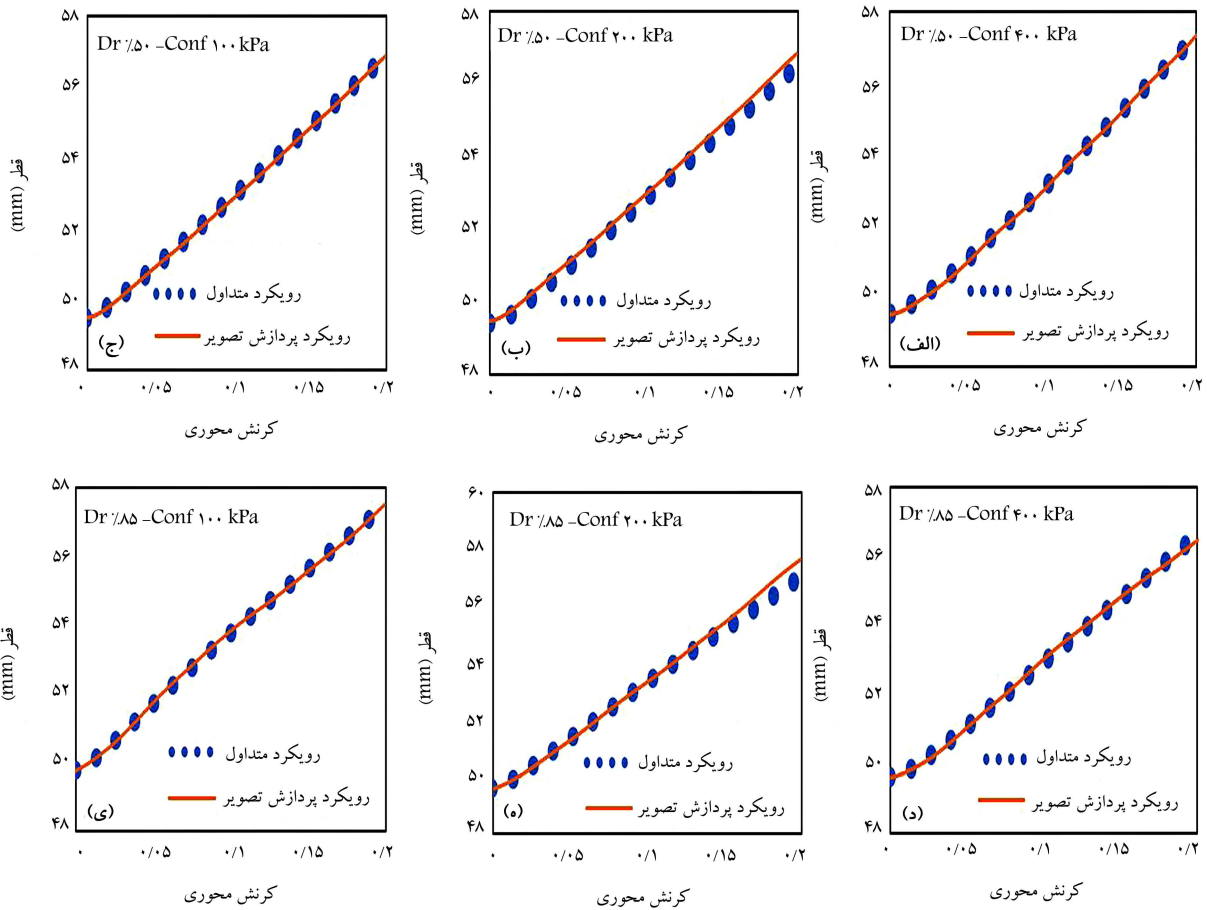 Dr ٪۵۰ -Conf ۴۰۰ kPa
۵۸
۵۶
۵۴
۵۲
۵۰
۴۸
قطر (mm)
رویکرد متداول
رویکرد پردازش تصویر
(الف)
۰
۰/۰۵
۰/۱
۰/۱۵
۰/۲
کرنش محوری
Dr ٪۵۰ -Conf ۲۰۰ kPa
۵۸
۵۶
۵۴
۵۲
۵۰
۴۸
قطر (mm)
رویکرد متداول
رویکرد پردازش تصویر
(ب)
۰
۰/۰۵
۰/۱
۰/۱۵
۰/۲
کرنش محوری
Dr ٪۵۰ -Conf ۱۰۰ kPa
۵۸
۵۶
۵۴
۵۲
۵۰
۴۸
قطر (mm)
رویکرد متداول
رویکرد پردازش تصویر
(ج)
۰
۰/۰۵
۰/۱
۰/۱۵
۰/۲
کرنش محوری
Dr ٪۸۵ -Conf ۴۰۰ kPa
۵۸
۵۶
۵۴
۵۲
۵۰
۴۸
قطر (mm)
رویکرد متداول
رویکرد پردازش تصویر
(د)
۰
۰/۰۵
۰/۱
۰/۱۵
۰/۲
کرنش محوری
Dr ٪۸۵ -Conf ۲۰۰ kPa
۶۰
۵۸
۵۶
۵۴
۵۲
۵۰
۴۸
قطر (mm)
رویکرد متداول
رویکرد پردازش تصویر
(ه)
۰
۰/۰۵
۰/۱
۰/۱۵
۰/۲
کرنش محوری
Dr ٪۸۵ -Conf ۱۰۰ kPa
۵۸
۵۶
۵۴
۵۲
۵۰
۴۸
قطر (mm)
رویکرد متداول
رویکرد پردازش تصویر
(ی)
۰
۰/۰۵
۰/۱
۰/۱۵
۰/۲
کرنش محوری